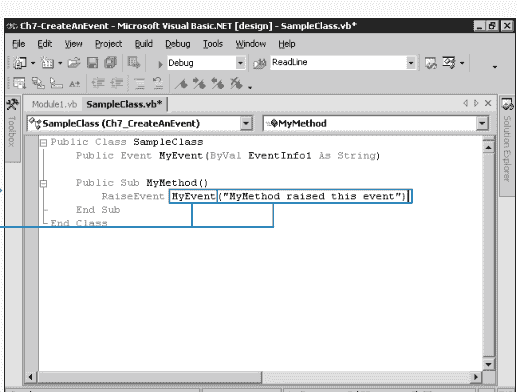 Ch7-CreateAnEvent - Microsoft Visual Basic.NET [design] - SampleClass.vb*
File Edit View Project Build Debug Tools Window Help
Debug ReadLine
Module1.vb SampleClass.vb*
SampleClass (Ch7_CreateAnEvent) MyMethod
Toolbox
Solution Explorer
Public Class SampleClass
Public Event MyEvent(ByVal EventInfo1 As String)
Public Sub MyMethod()
RaiseEvent MyEvent("MyMethod raised this event")
End Sub
End Class